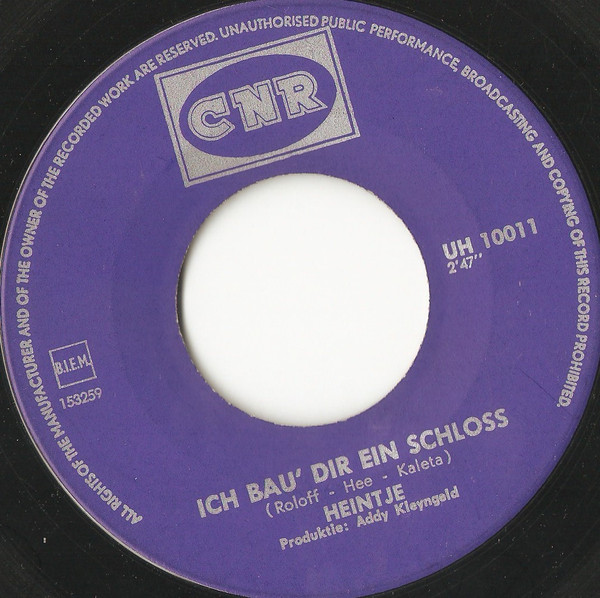 ALL RIGHTS OF THE MANUFACTURER AND OF THE OWNER OF THE RECORDED WORK ARE RESERVED. UNAUTHORISED PUBLIC PERFORMANCE, BROADCASTING AND COPYING OF THIS RECORD PROHIBITED.
CNR
UH 10011
2'47"
B.I.E.M.
153259
ICH BAU' DIR EIN SCHLOSS
(Roloff - Hee - Kaleta)
HEINTJE
Produktie: Addy Kleyngeld